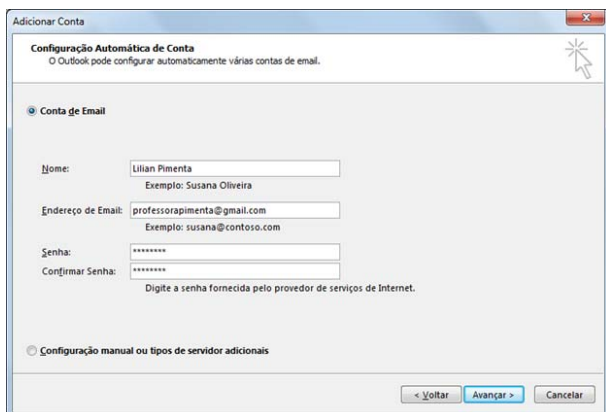 Adicionar Conta
Configuração Automática de Conta
O Outlook pode configurar automaticamente várias contas de email.
Conta de Email
Nome: Lilian Pimenta
Exemplo: Susana Oliveira
Endereço de Email: professorapimenta@gmail.com
Exemplo: susana@contoso.com
Senha: ********
Confirmar Senha: ********
Digite a senha fornecida pelo provedor de serviços de Internet.
Configuração manual ou tipos de servidor adicionais
< Voltar Avançar > Cancelar